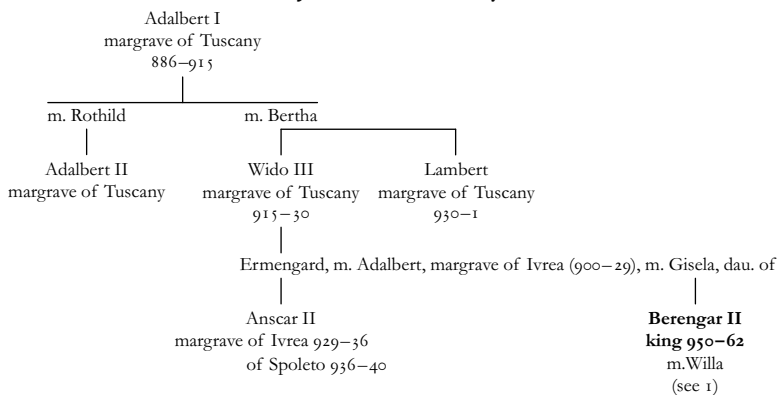 Adalbert I
margrave of Tuscany
886–915
m. Rothild
m. Bertha
Adalbert II
margrave of Tuscany
Wido III
margrave of Tuscany
915–30
Lambert
margrave of Tuscany
930–1
Ermengard, m. Adalbert, margrave of Ivrea (900–29), m. Gisela, dau. of
Anscar II
margrave of Ivrea 929–36
of Spoleto 936–40
Berengar II
king 950–62
m.Willa
(see 1)